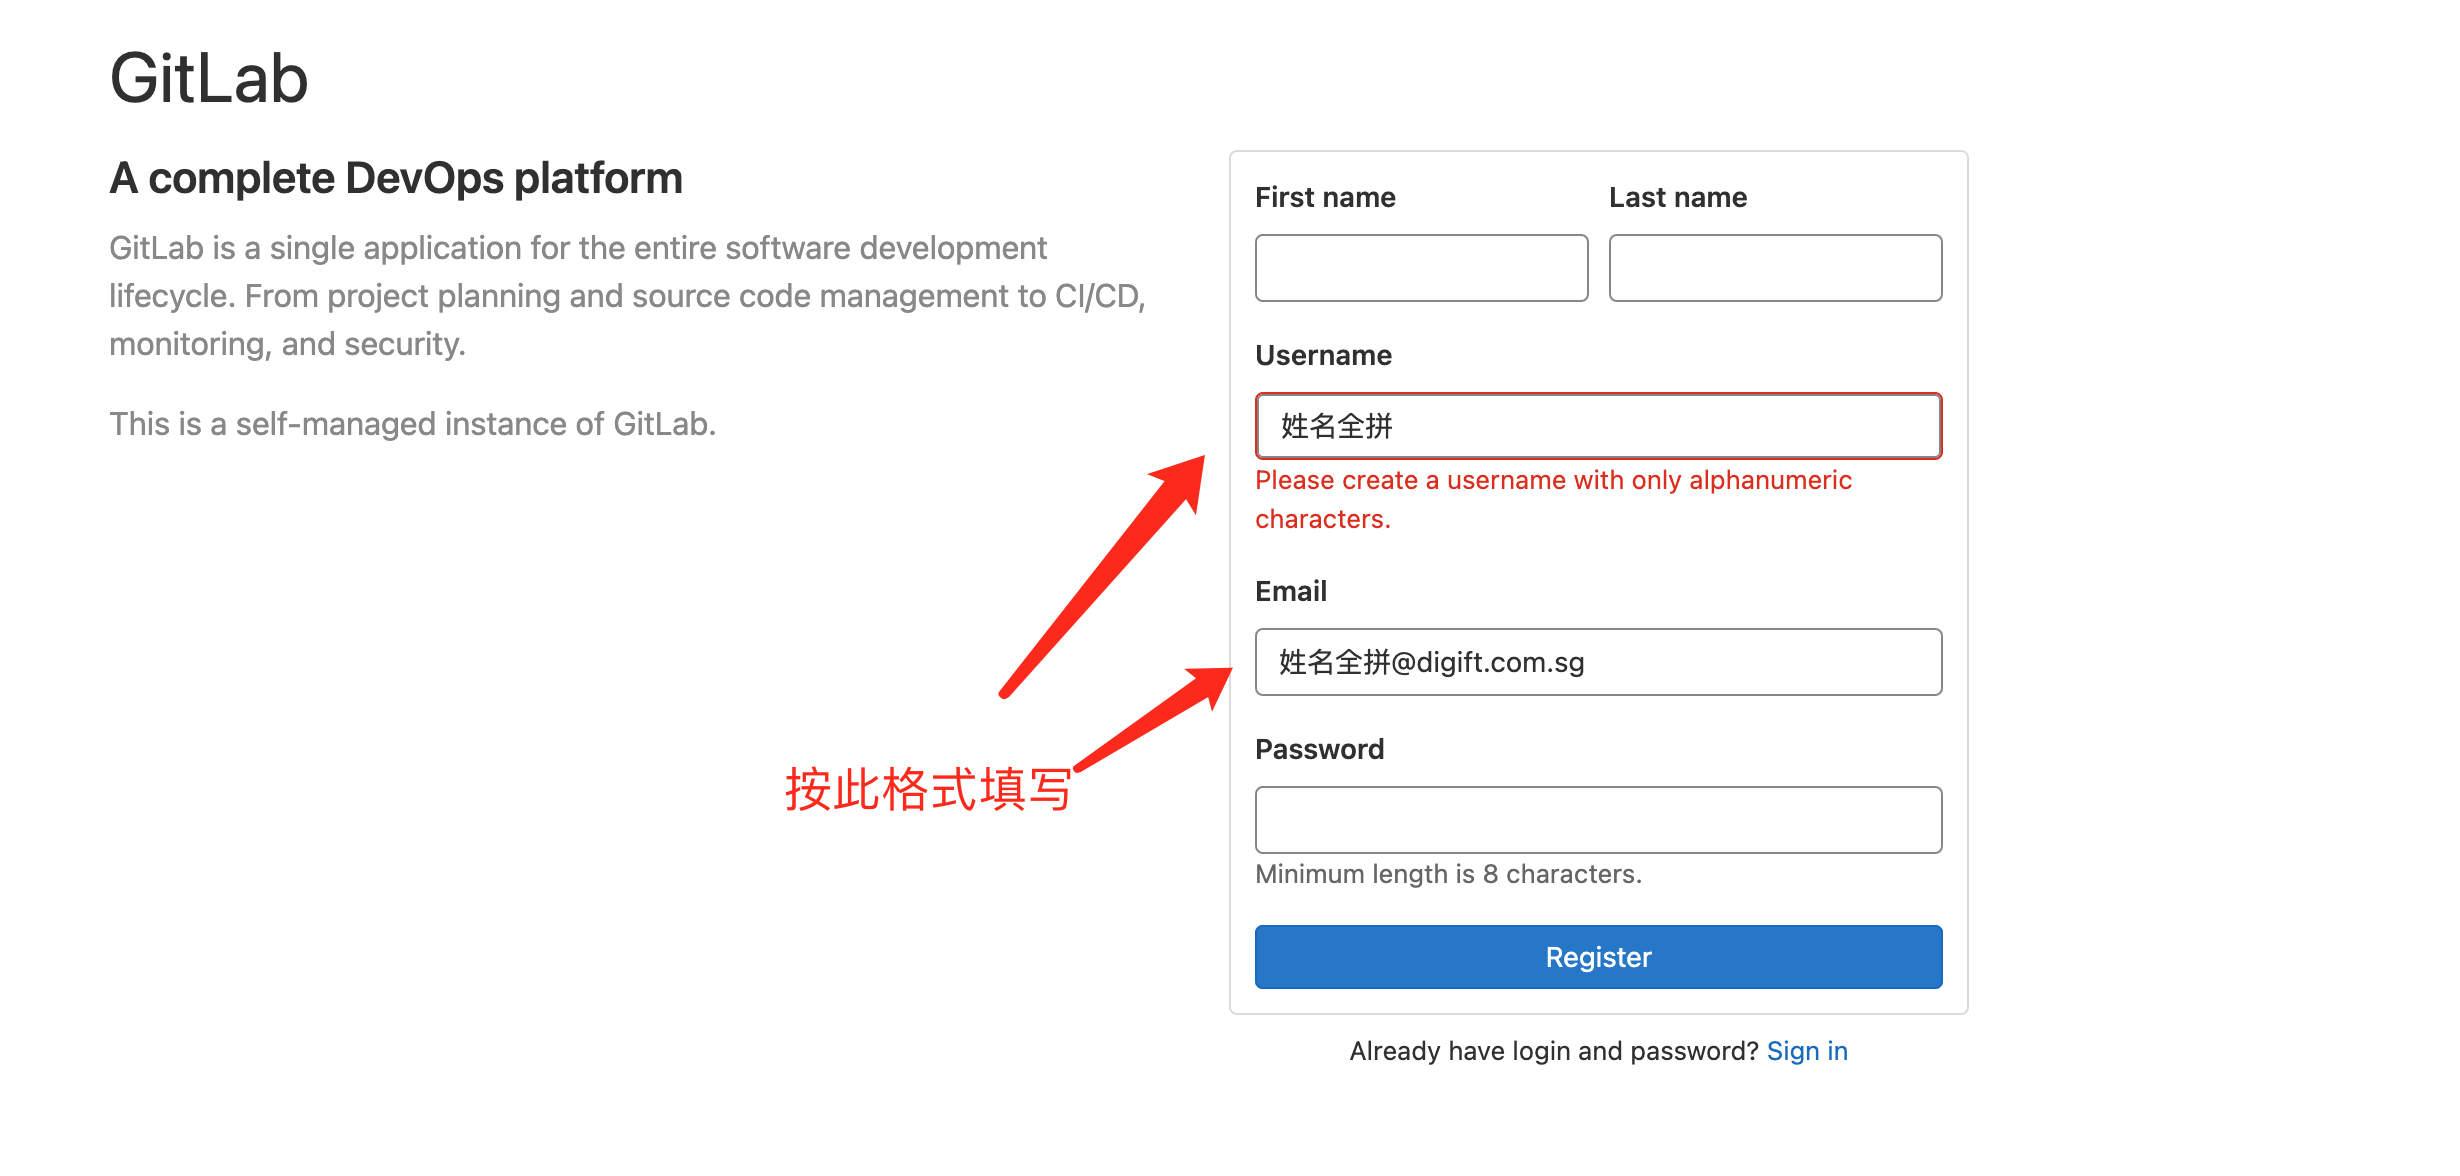 GitLab
A complete DevOps platform
GitLab is a single application for the entire software development
lifecycle. From project planning and source code management to CI/CD,
monitoring, and security.
This is a self-managed instance of GitLab.
按此格式填写
First name
Last name
Username
姓名全拼
Please create a username with only alphanumeric
characters.
Email
姓名全拼@digift.com.sg
Password
Minimum length is 8 characters.
Register
Already have login and password? Sign in